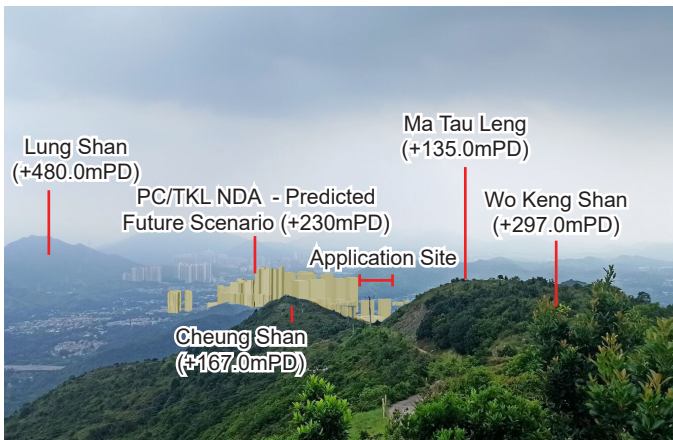 Lung Shan
(+480.0mPD)
PC/TKL NDA - Predicted
Future Scenario (+230mPD)
Application Site
Ma Tau Leng
(+135.0mPD)
Wo Keng Shan
(+297.0mPD)
Cheung Shan
(+167.0mPD)